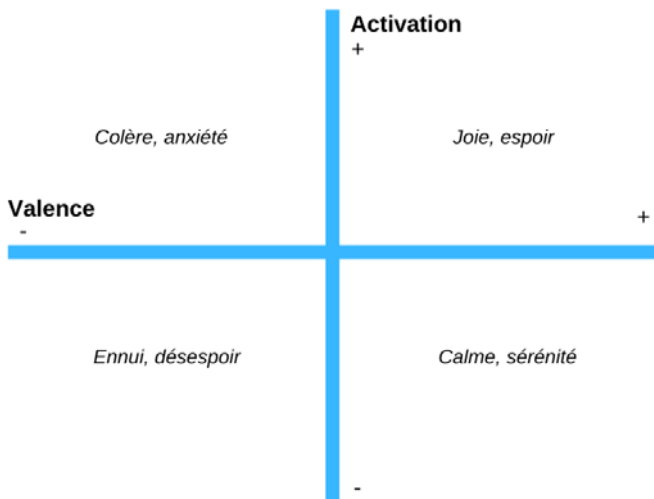 Activation
+
Colère, anxiété
Joie, espoir
Valence
-
+
Ennui, désespoir
Calme, sérénité
-